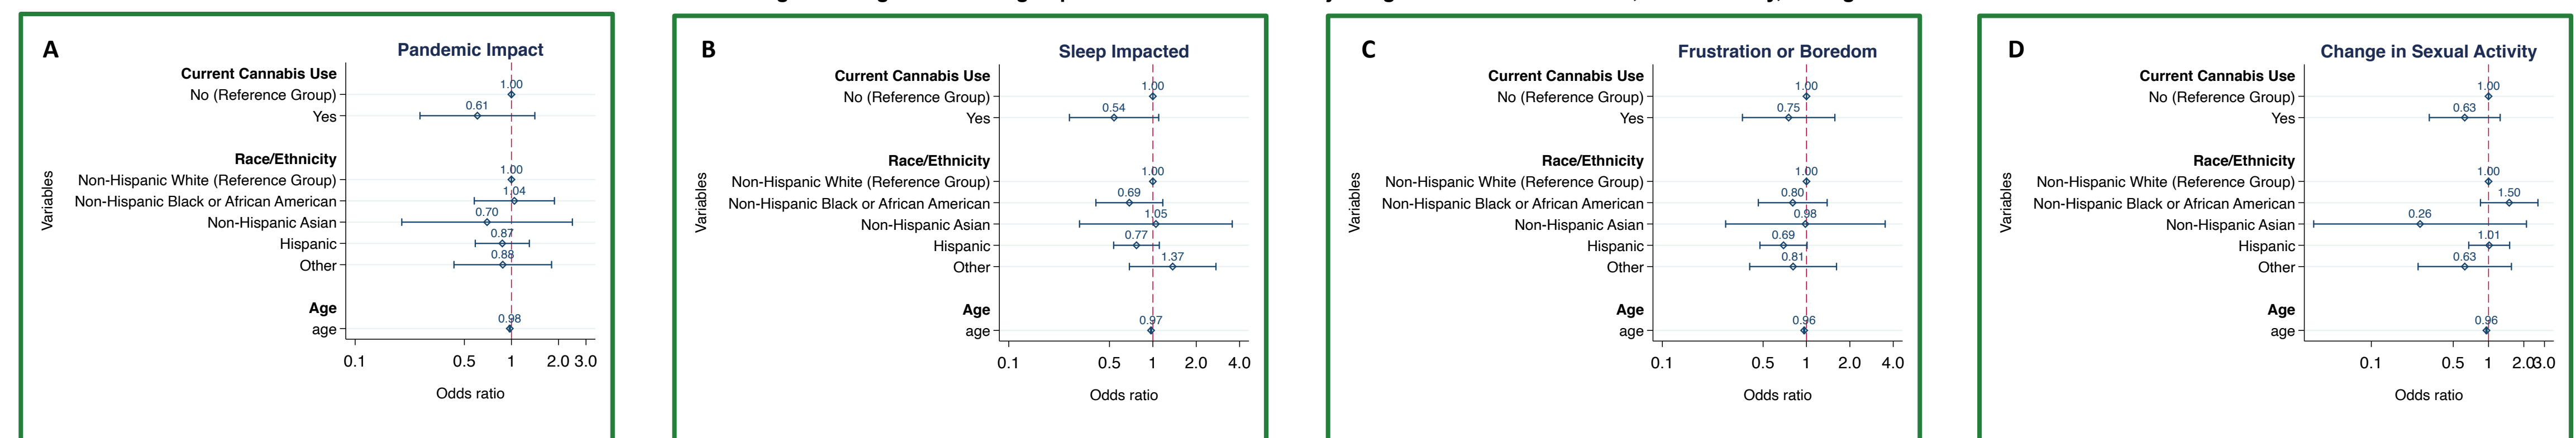 A
Pandemic Impact
Current Cannabis Use
1.00
No (Reference Group)
0.61
Yes
Race/Ethnicity
1.00
Non-Hispanic White (Reference Group)
1.04
Non-Hispanic Black or African American
0.70
Non-Hispanic Asian
0.87
Hispanic
0.88
Other
Age
0.98
age
Variables
0.1 0.5 1 2.0 3.0
Odds ratio
B
Sleep Impacted
Current Cannabis Use
1.00
No (Reference Group)
0.54
Yes
Race/Ethnicity
1.00
Non-Hispanic White (Reference Group)
0.69
Non-Hispanic Black or African American
1.05
Non-Hispanic Asian
0.77
Hispanic
1.37
Other
Age
0.97
age
Variables
0.1 0.5 1 2.0 4.0
Odds ratio
C
Frustration or Boredom
Current Cannabis Use
1.00
No (Reference Group)
0.75
Yes
Race/Ethnicity
1.00
Non-Hispanic White (Reference Group)
0.80
Non-Hispanic Black or African American
0.98
Non-Hispanic Asian
0.69
Hispanic
0.81
Other
Age
0.96
age
Variables
0.1 0.5 1 2.0 4.0
Odds ratio
D
Change in Sexual Activity
Current Cannabis Use
1.00
No (Reference Group)
0.63
Yes
Race/Ethnicity
1.00
Non-Hispanic White (Reference Group)
1.50
Non-Hispanic Black or African American
0.26
Non-Hispanic Asian
1.01
Hispanic
0.63
Other
Age
0.96
age
Variables
0.1 0.5 1 2.0 3.0
Odds ratio